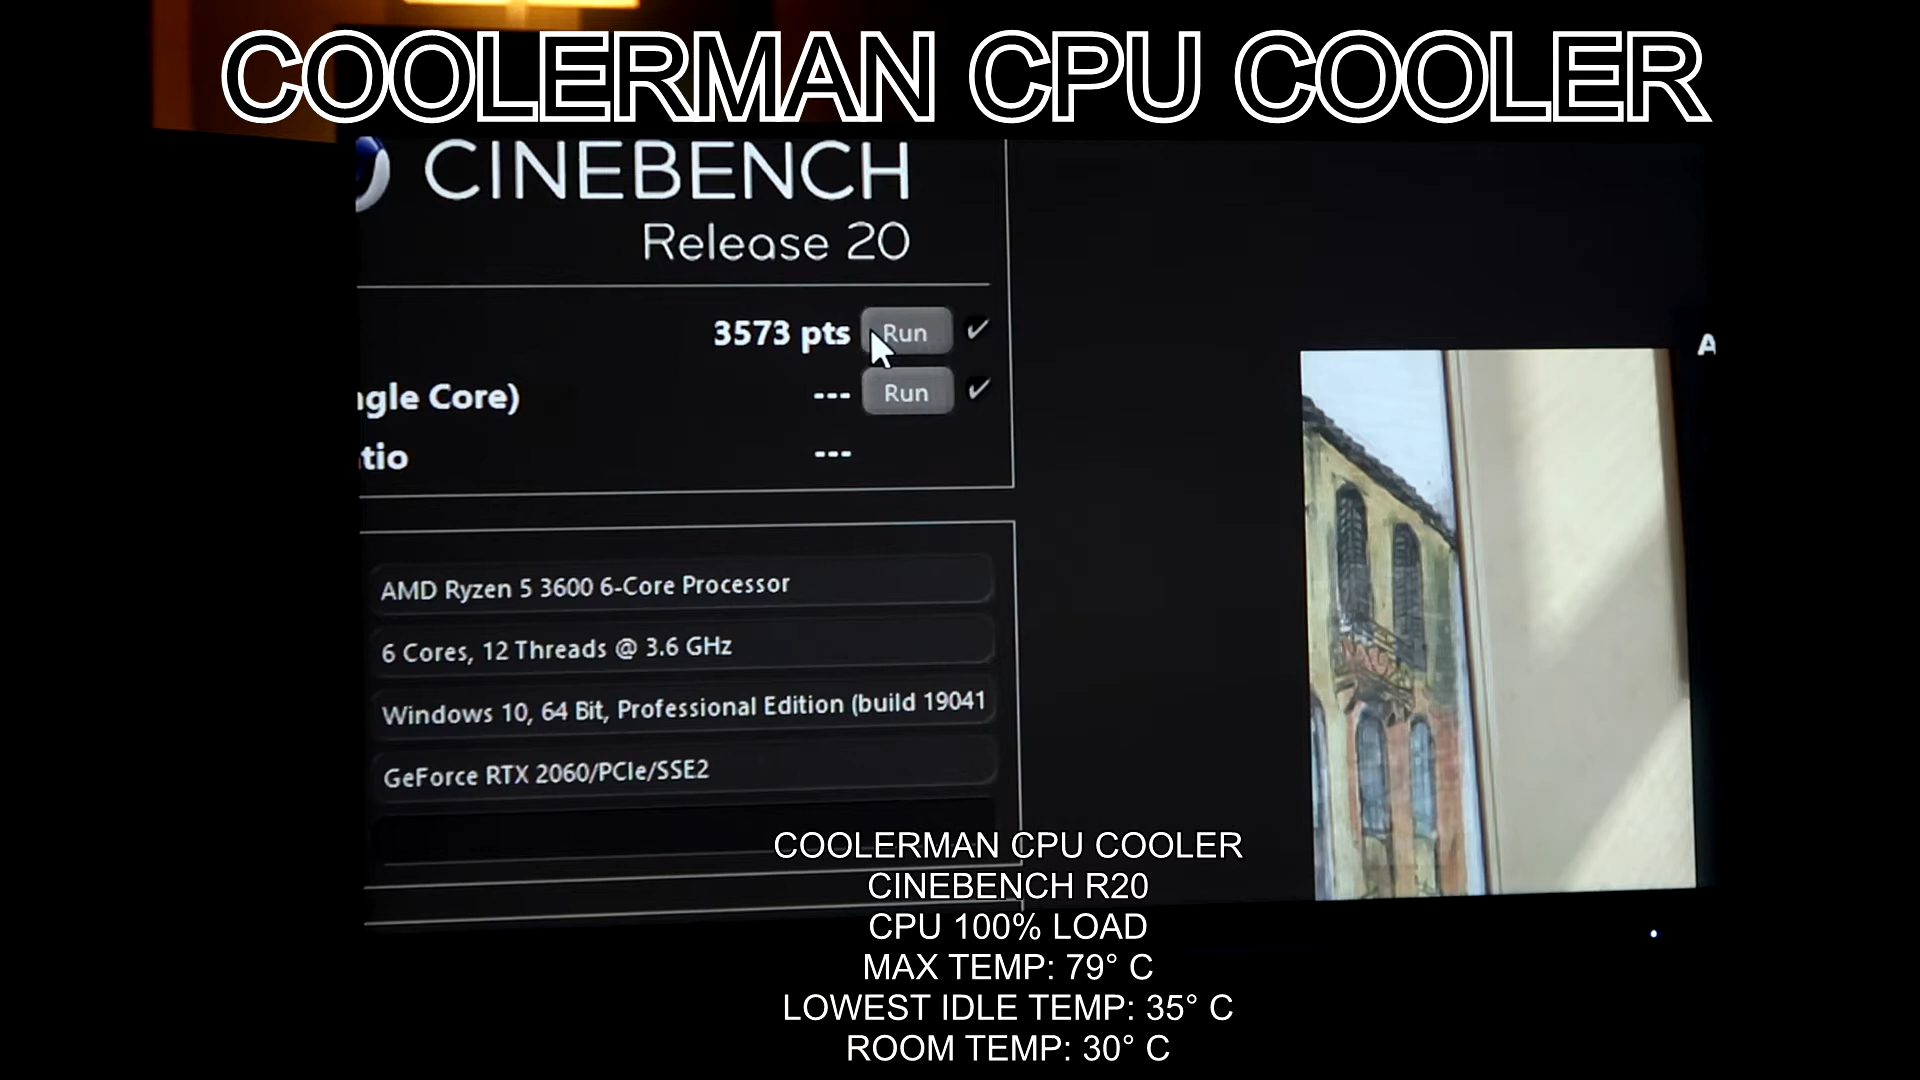 COOLERMAN CPU COOLER
CINEBENCH
Release 20
3573 pts Run
ngle Core) --- Run
tio ---
AMD Ryzen 5 3600 6-Core Processor
6 Cores, 12 Threads @ 3.6 GHz
Windows 10, 64 Bit, Professional Edition (build 19041
GeForce RTX 2060/PCIe/SSE2
A
COOLERMAN CPU COOLER
CINEBENCH R20
CPU 100% LOAD
MAX TEMP: 79° C
LOWEST IDLE TEMP: 35° C
ROOM TEMP: 30° C